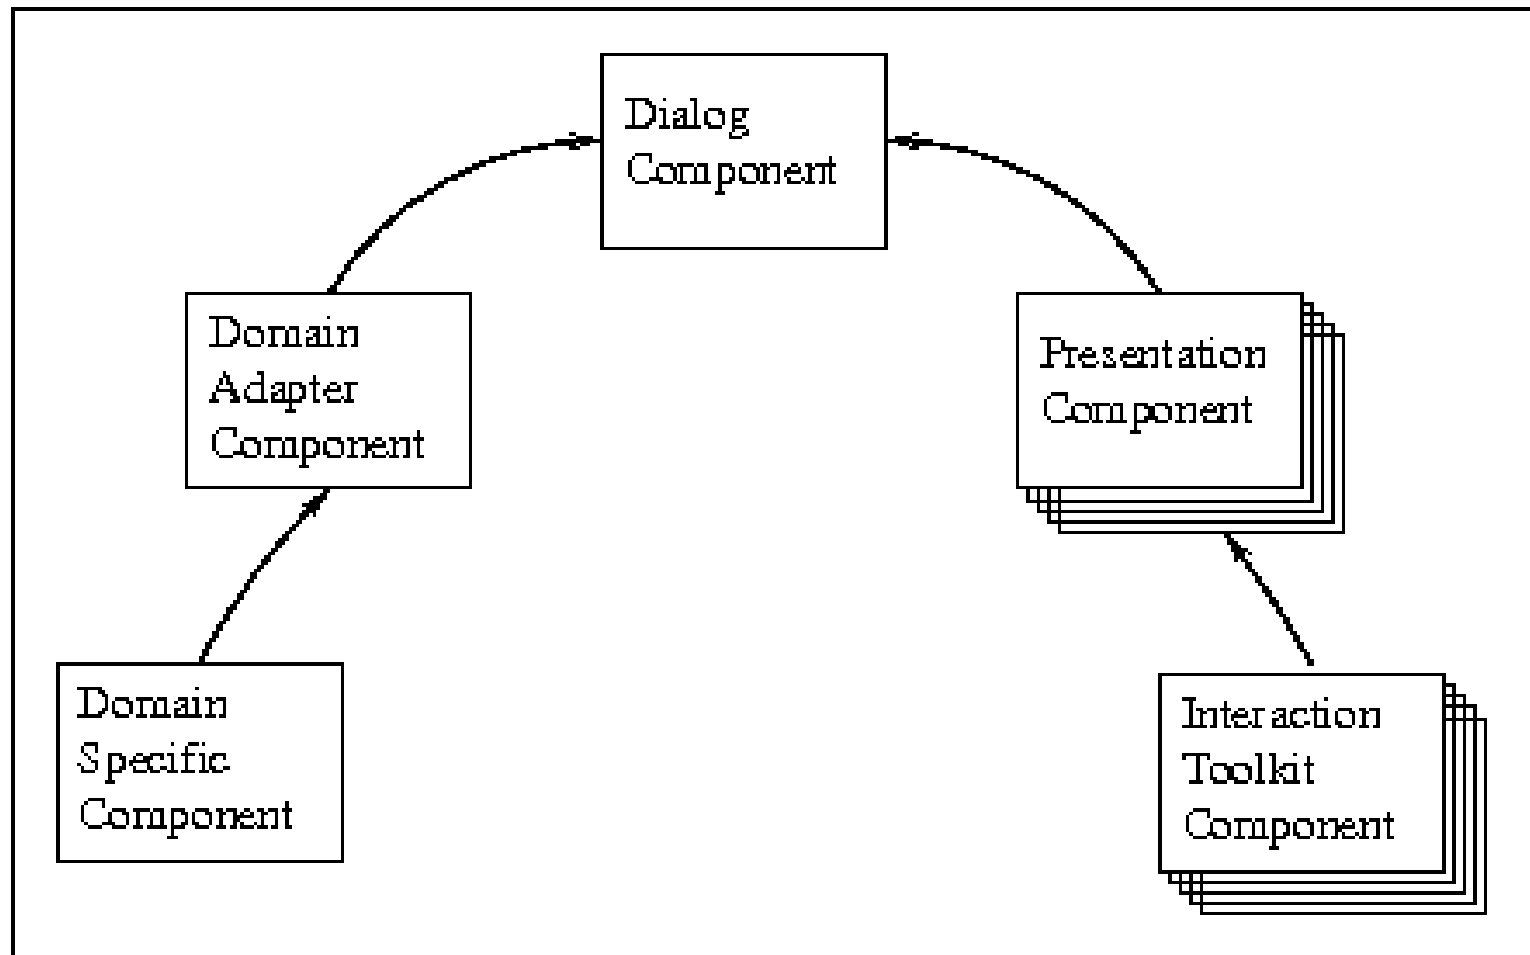 Dialog
Component
Domain
Adapter
Component
Presentation
Component
Domain
Specific
Component
Interaction
Toolkit
Component